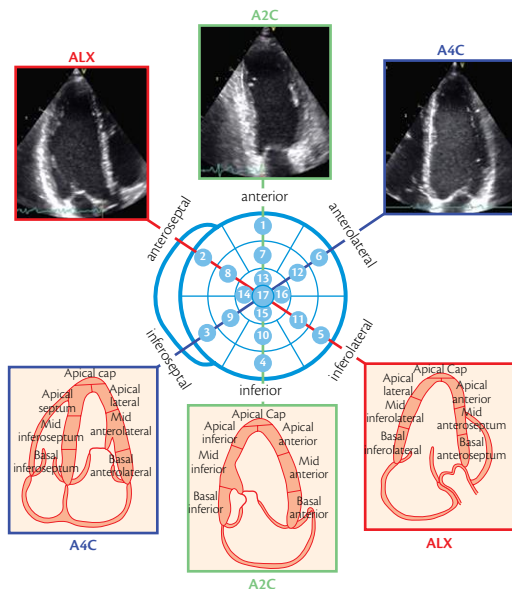 A2C
ALX
A4C
anterior
anteroseptal
anterolateral
1
2
7
6
8
13
12
14
17
16
9
15
11
3
10
5
4
inferoseptal
inferior
inferolateral
Apical cap
Apical septum
Apical lateral
Mid inferoseptum
Mid anterolateral
Basal inferoseptum
Basal anterolateral
A4C
Apical Cap
Apical inferior
Apical anterior
Mid inferior
Mid anterior
Basal inferior
Basal anterior
A2C
Apical Cap
Apical lateral
Apical anterior
Mid inferolateral
Mid anteroseptum
Basal inferolateral
Basal anteroseptum
ALX